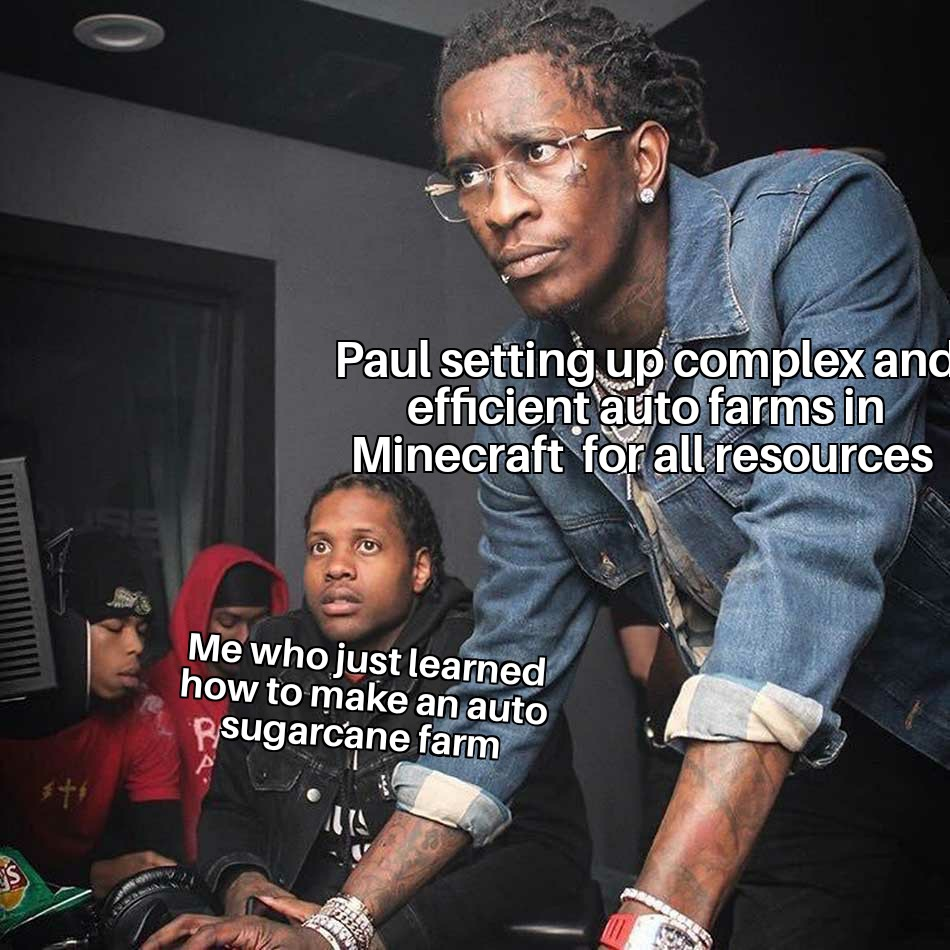 Paul setting up complex and
efficient auto farms in
Minecraft  for all resources
Me who just learned
how to make an auto
sugarcane farm